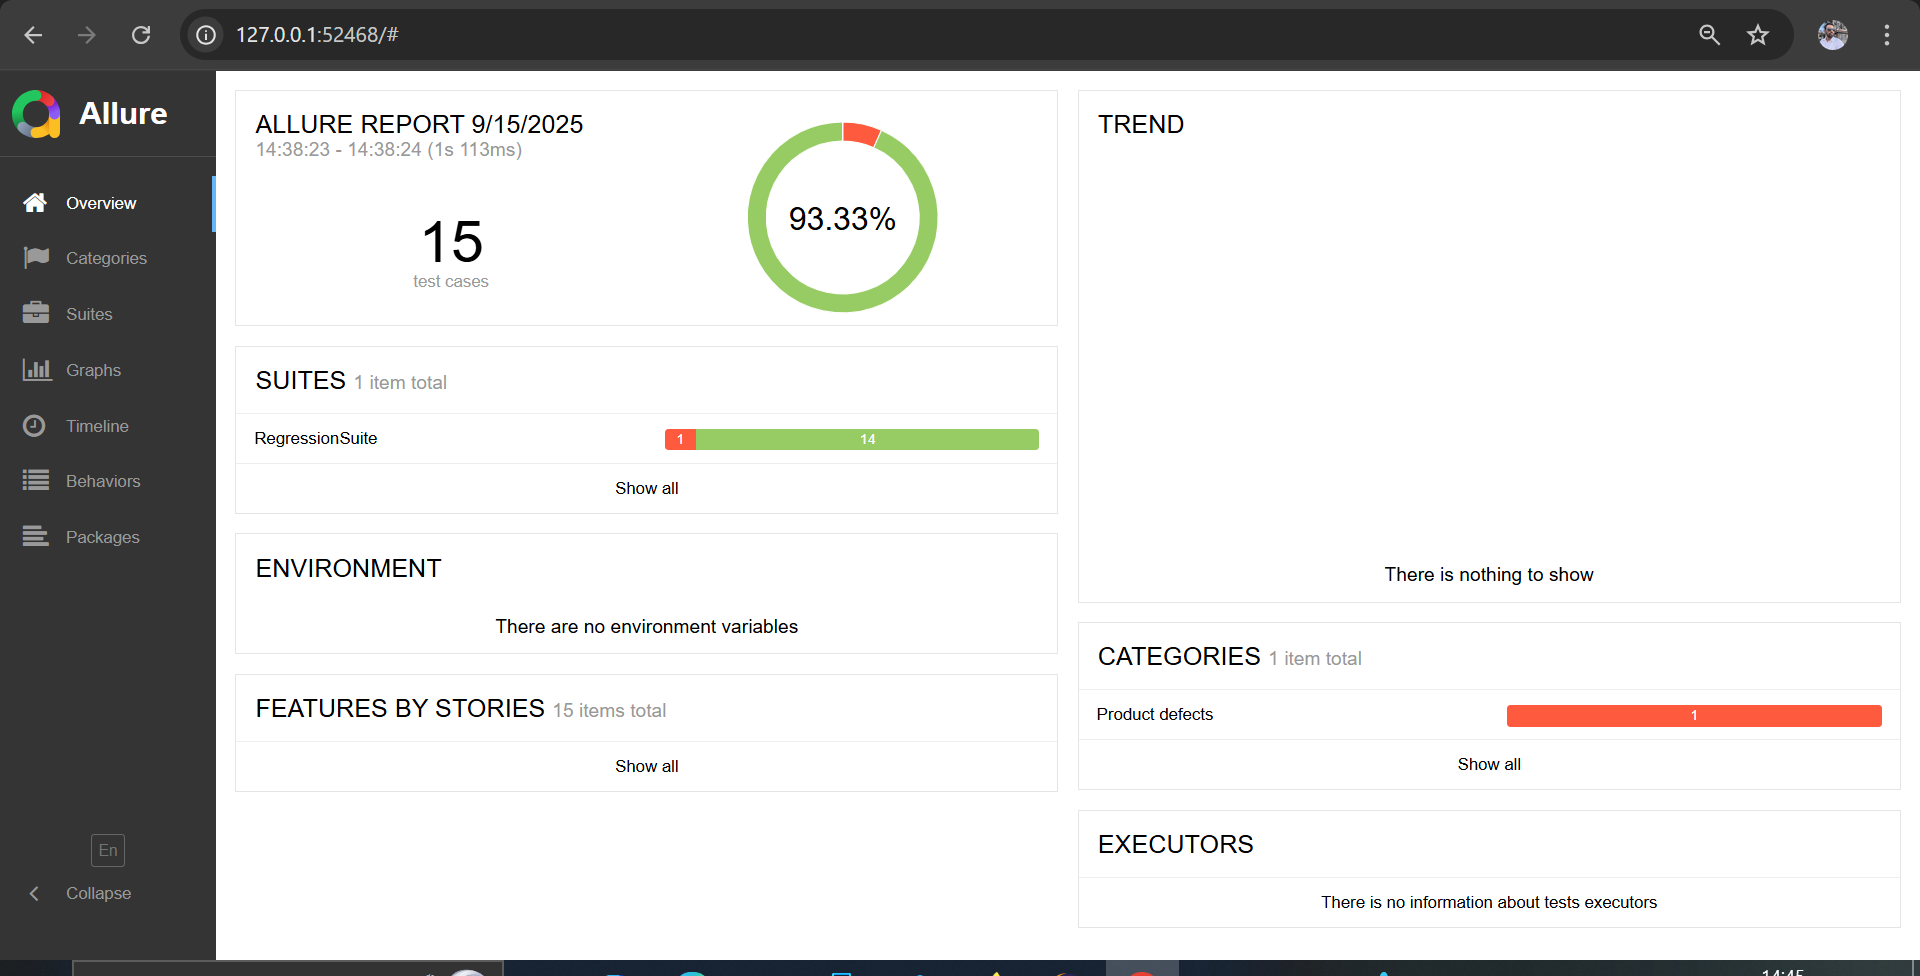 127.0.0.1:52468/#
Allure
Overview
Categories
Suites
Graphs
Timeline
Behaviors
Packages
En
Collapse
ALLURE REPORT 9/15/2025
14:38:23 - 14:38:24 (1s 113ms)
15
test cases
93.33%
SUITES 1 item total
RegressionSuite
1
14
Show all
ENVIRONMENT
There are no environment variables
FEATURES BY STORIES 15 items total
Show all
TREND
There is nothing to show
CATEGORIES 1 item total
Product defects
1
Show all
EXECUTORS
There is no information about tests executors
14:45